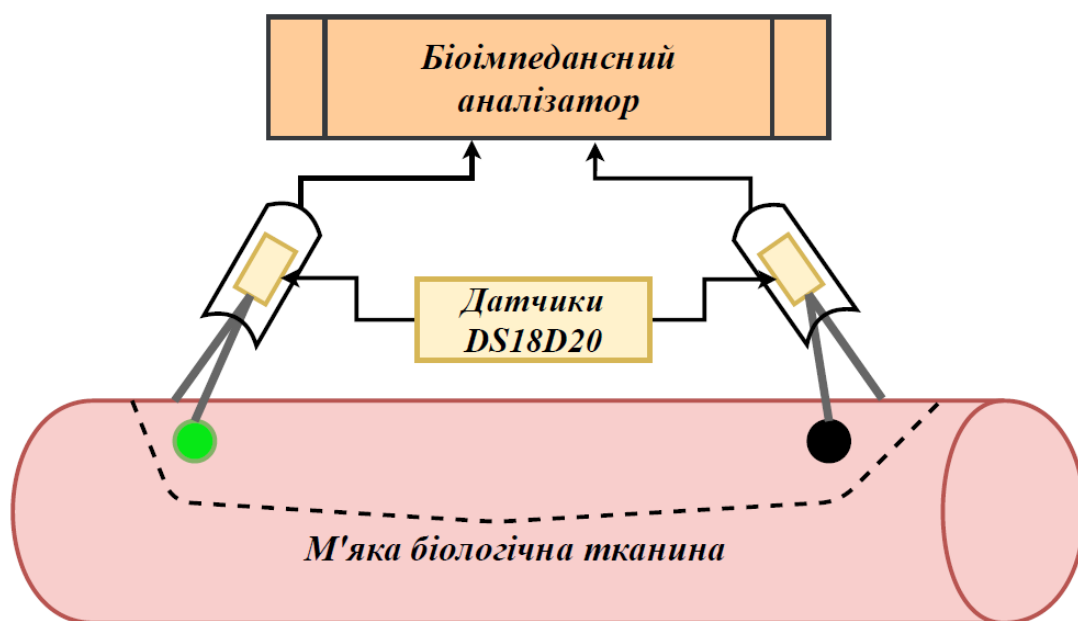 Біоімпедансний
аналізатор
Датчики
DS18D20
М'яка біологічна тканина